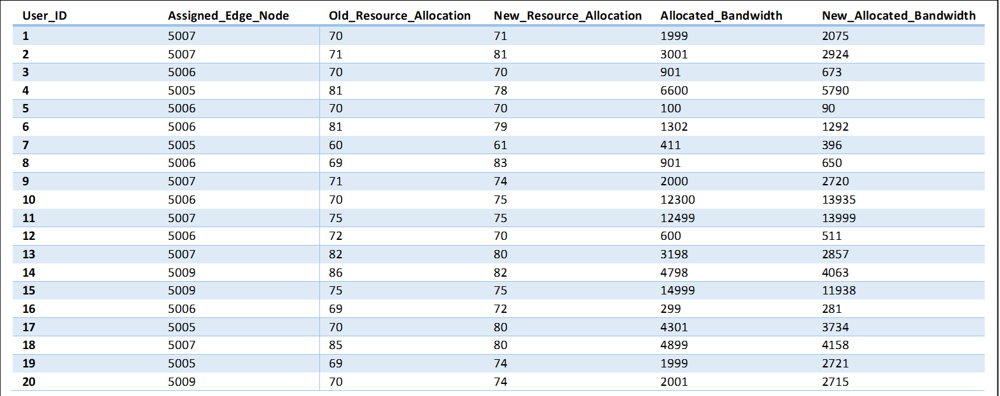 User_ID Assigned_Edge_Node Old_Resource_Allocation New_Resource_Allocation Allocated_Bandwidth New_Allocated_Bandwidth
1 5007 70 71 1999 2075
2 5007 71 81 3001 2924
3 5006 70 70 901 673
4 5005 81 78 6600 5790
5 5006 70 70 100 90
6 5006 81 79 1302 1292
7 5005 60 61 411 396
8 5006 69 83 901 650
9 5007 71 74 2000 2720
10 5006 70 75 12300 13935
11 5007 75 75 12499 13999
12 5006 72 70 600 511
13 5007 82 80 3198 2857
14 5009 86 82 4798 4063
15 5009 75 75 14999 11938
16 5006 69 72 299 281
17 5005 70 80 4301 3734
18 5007 85 80 4899 4158
19 5005 69 74 1999 2721
20 5009 70 74 2001 2715